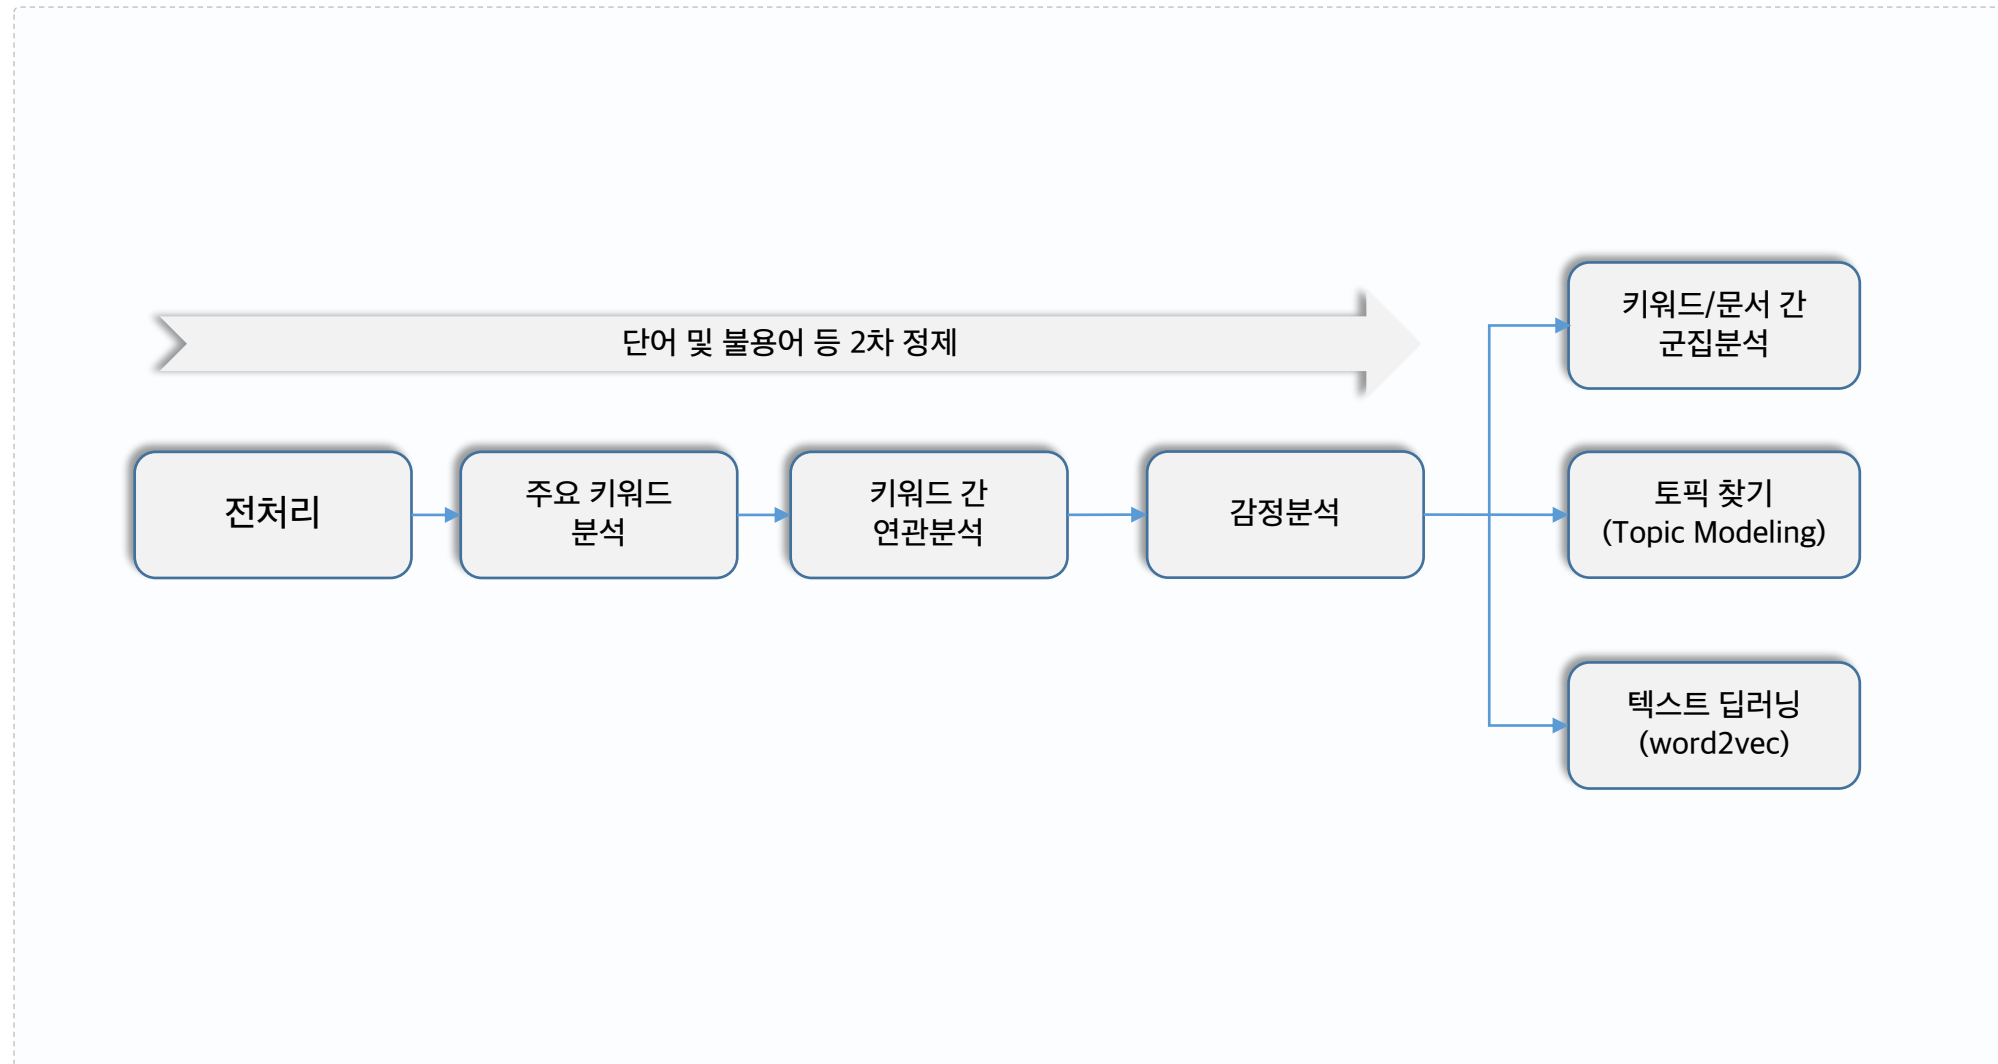 단어 및 불용어 등 2차 정제
전처리
주요 키워드
분석
키워드 간
연관분석
감정분석
키워드/문서 간
군집분석
토픽 찾기
(Topic Modeling)
텍스트 딥러닝
(word2vec)